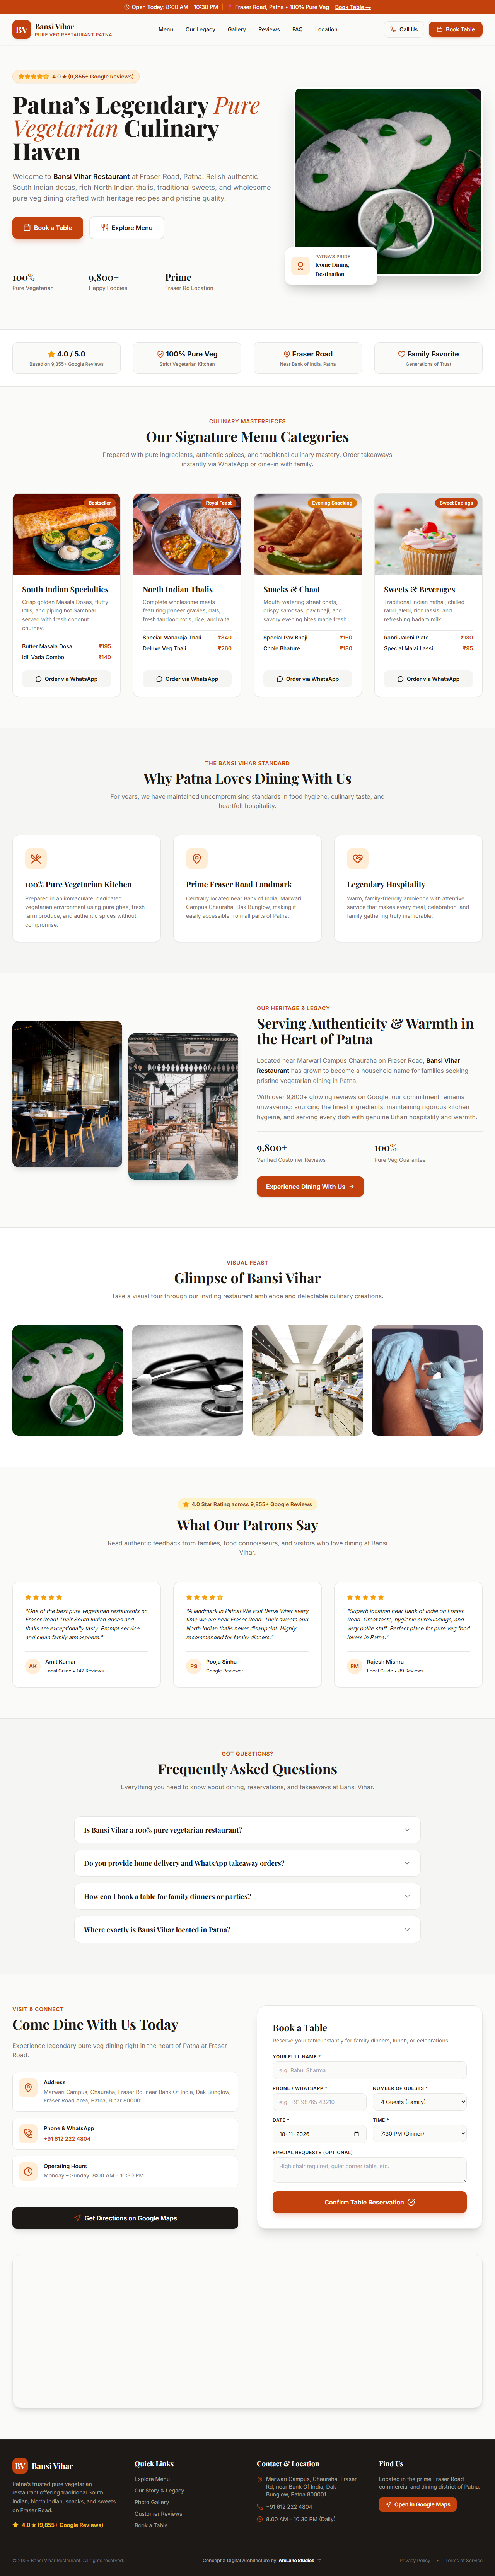 Open Today: 8:00 AM – 10:30 PM | 📍 Fraser Road, Patna • 100% Pure Veg Book Table →
BV Bansi Vihar
PURE VEG RESTAURANT PATNA
Menu Our Legacy Gallery Reviews FAQ Location Call Us Book Table
4.0 ★ (9,855+ Google Reviews)
Patna's Legendary Pure
Vegetarian Culinary
Haven
Welcome to Bansi Vihar Restaurant at Fraser Road, Patna. Relish authentic
South Indian dosas, rich North Indian thalis, traditional sweets, and wholesome
pure veg dining crafted with heritage recipes and pristine quality.
Book a Table Explore Menu
100% 9,800+ Prime
Pure Vegetarian Happy Foodies Fraser Rd Location
PATNA'S PRIDE
Iconic Dining
Destination
4.0 / 5.0
Based on 9,855+ Google Reviews
100% Pure Veg
Strict Vegetarian Kitchen
Fraser Road
Near Bank of India, Patna
Family Favorite
Generations of Trust
CULINARY MASTERPIECES
Our Signature Menu Categories
Prepared with pure ingredients, authentic spices, and traditional culinary mastery. Order takeaways
instantly via WhatsApp or dine-in with family.
Bestseller
South Indian Specialties
Crisp golden Masala Dosas, fluffy
Idlis, and piping hot Sambhar
served with fresh coconut
chutney.
Butter Masala Dosa ₹195
Idli Vada Combo ₹140
Order via WhatsApp
Royal Feast
North Indian Thalis
Complete wholesome meals
featuring paneer gravies, dals,
fresh tandoori rotis, rice, and raita.
Special Maharaja Thali ₹340
Deluxe Veg Thali ₹260
Order via WhatsApp
Evening Snacking
Snacks & Chaat
Mouth-watering street chats,
crispy samosas, pav bhaji, and
savory evening bites made fresh.
Special Pav Bhaji ₹160
Chole Bhature ₹180
Order via WhatsApp
Sweet Endings
Sweets & Beverages
Traditional Indian mithai, chilled
rabri jalebi, rich lassis, and
refreshing badam milk.
Rabri Jalebi Plate ₹130
Special Malai Lassi ₹95
Order via WhatsApp
THE BANSI VIHAR STANDARD
Why Patna Loves Dining With Us
For years, we have maintained uncompromising standards in food hygiene, culinary taste, and
heartfelt hospitality.
100% Pure Vegetarian Kitchen
Prepared in an immaculate, dedicated
vegetarian environment using pure ghee, fresh
farm produce, and authentic spices without
compromise.
Prime Fraser Road Landmark
Centrally located near Bank of India, Marwari
Campus Chauraha, Dak Bunglow, making it
easily accessible from all parts of Patna.
Legendary Hospitality
Warm, family-friendly ambience with attentive
service that makes every meal, celebration, and
family gathering truly memorable.
OUR HERITAGE & LEGACY
Serving Authenticity & Warmth in
the Heart of Patna
Located near Marwari Campus Chauraha on Fraser Road, Bansi Vihar
Restaurant has grown to become a household name for families seeking
pristine vegetarian dining in Patna.
With over 9,800+ glowing reviews on Google, our commitment remains
unwavering: sourcing the finest ingredients, maintaining rigorous kitchen
hygiene, and serving every dish with genuine Bihari hospitality and warmth.
9,800+ 100%
Verified Customer Reviews Pure Veg Guarantee
Experience Dining With Us →
VISUAL FEAST
Glimpse of Bansi Vihar
Take a visual tour through our inviting restaurant ambience and delectable culinary creations.
4.0 Star Rating across 9,855+ Google Reviews
What Our Patrons Say
Read authentic feedback from families, food connoisseurs, and visitors who love dining at Bansi
Vihar.
"One of the best pure vegetarian restaurants on
Fraser Road! Their South Indian dosas and
thalis are exceptionally tasty. Prompt service
and clean family atmosphere."
AK Amit Kumar
Local Guide • 142 Reviews
"A landmark in Patna! We visit Bansi Vihar every
time we are near Fraser Road. Their sweets and
North Indian thalis never disappoint. Highly
recommended for family dinners."
PS Pooja Sinha
Google Reviewer
"Superb location near Bank of India on Fraser
Road. Great taste, hygienic surroundings, and
very polite staff. Perfect place for pure veg food
lovers in Patna."
RM Rajesh Mishra
Local Guide • 89 Reviews
GOT QUESTIONS?
Frequently Asked Questions
Everything you need to know about dining, reservations, and takeaways at Bansi Vihar.
Is Bansi Vihar a 100% pure vegetarian restaurant?
Do you provide home delivery and WhatsApp takeaway orders?
How can I book a table for family dinners or parties?
Where exactly is Bansi Vihar located in Patna?
VISIT & CONNECT
Come Dine With Us Today
Experience legendary pure veg dining right in the heart of Patna at Fraser
Road.
Address
Marwari Campus, Chauraha, Fraser Rd, near Bank Of India, Dak Bunglow,
Fraser Road Area, Patna, Bihar 800001
Phone & WhatsApp
+91 612 222 4804
Operating Hours
Monday – Sunday: 8:00 AM – 10:30 PM
Get Directions on Google Maps
Book a Table
Reserve your table instantly for family dinners, lunch, or celebrations.
YOUR FULL NAME *
e.g. Rahul Sharma
PHONE / WHATSAPP * NUMBER OF GUESTS *
e.g. +91 98765 43210 4 Guests (Family)
DATE * TIME *
18-11-2026 7:30 PM (Dinner)
SPECIAL REQUESTS (OPTIONAL)
High chair required, quiet corner table, etc.
Confirm Table Reservation
BV Bansi Vihar
Patna's trusted pure vegetarian
restaurant offering traditional South
Indian, North Indian, snacks, and sweets
on Fraser Road.
4.0 ★ (9,855+ Google Reviews)
Quick Links
Explore Menu
Our Story & Legacy
Photo Gallery
Customer Reviews
Book a Table
Contact & Location
Marwari Campus, Chauraha, Fraser
Rd, near Bank Of India, Dak
Bunglow, Patna 800001
+91 612 222 4804
8:00 AM – 10:30 PM (Daily)
Find Us
Located in the prime Fraser Road
commercial and dining district of Patna.
Open in Google Maps
© 2026 Bansi Vihar Restaurant. All rights reserved. Concept & Digital Architecture by ArcLane Studios Privacy Policy • Terms of Service